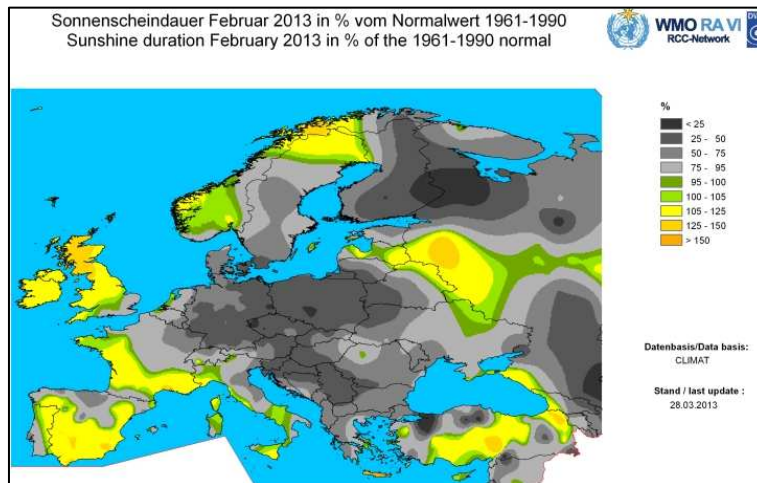 Sonnenscheindauer Februar 2013 in % vom Normalwert 1961-1990
Sunshine duration February 2013 in % of the 1961-1990 normal
WMO RA VI
RCC-Network
%
< 25
25 - 50
50 - 75
75 - 95
95 - 100
100 - 105
105 - 125
125 - 150
> 150
Datenbasis/Data basis:
CLIMAT
Stand / last update :
28.03.2013